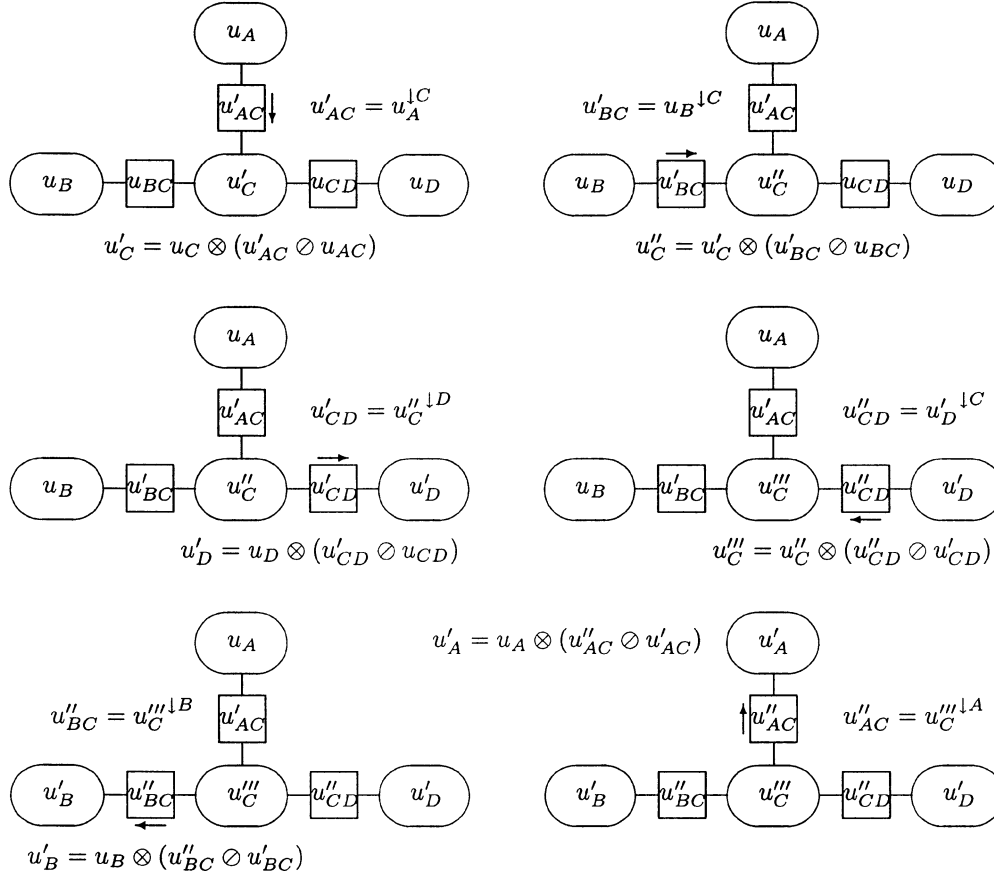 u_A u_A
u'_{AC} u'_{AC} = u_A^{↓C} u'_{BC} = u_B^{↓C} u'_{AC}
u_B u_{BC} u'_C u_{CD} u_D u_B u'_{BC} u''_C u_{CD} u_D
u'_C = u_C ⊗ (u'_{AC} ⊘ u_{AC}) u''_C = u'_C ⊗ (u'_{BC} ⊘ u_{BC})
u_A u_A
u'_{AC} u'_{CD} = u''_C^{↓D} u'_{AC} u''_{CD} = u'_D^{↓C}
u_B u'_{BC} u''_C u'_{CD} u'_D u_B u'_{BC} u'''_C u''_{CD} u'_D
u'_D = u_D ⊗ (u'_{CD} ⊘ u_{CD}) u'''_C = u''_C ⊗ (u''_{CD} ⊘ u'_{CD})
u_A u'_A = u_A ⊗ (u''_{AC} ⊘ u'_{AC}) u'_A
u''_{BC} = u'''_C^{↓B} u'_{AC} u''_{AC} u''_{AC} = u'''_C^{↓A}
u'_B u''_{BC} u'''_C u''_{CD} u'_D u'_B u''_{BC} u'''_C u''_{CD} u'_D
u'_B = u_B ⊗ (u''_{BC} ⊘ u'_{BC})